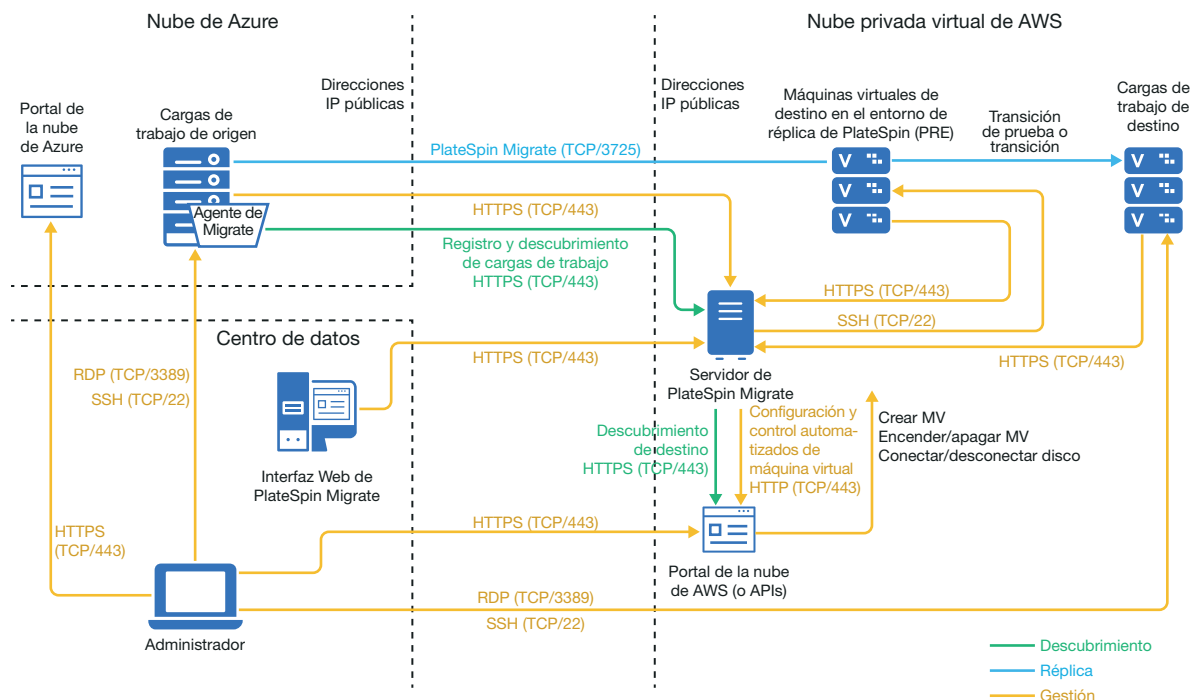 Nube de Azure
Nube privada virtual de AWS
Direcciones
IP públicas
Direcciones
IP públicas
Portal de
la nube
de Azure
Cargas de
trabajo de origen
Máquinas virtuales de
destino en el entorno de
réplica de PlateSpin (PRE)
Transición
de prueba o
transición
Cargas de
trabajo de
destino
PlateSpin Migrate (TCP/3725)
HTTPS (TCP/443)
Agente de
Migrate
Registro y descubrimiento
de cargas de trabajo
HTTPS (TCP/443)
HTTPS (TCP/443)
SSH (TCP/22)
HTTPS (TCP/443)
Centro de datos
HTTPS (TCP/443)
RDP (TCP/3389)
SSH (TCP/22)
Servidor de
PlateSpin Migrate
Interfaz Web de
PlateSpin Migrate
Descubrimiento
de destino
HTTPS (TCP/443)
Configuración y
control automa-
tizados de
máquina virtual
HTTP (TCP/443)
Crear MV
Encender/apagar MV
Conectar/desconectar disco
HTTPS
(TCP/443)
HTTPS (TCP/443)
Portal de la nube
de AWS (o APIs)
RDP (TCP/3389)
SSH (TCP/22)
Administrador
Descubrimiento
Réplica
Gestión
V
V
V
V
V
V